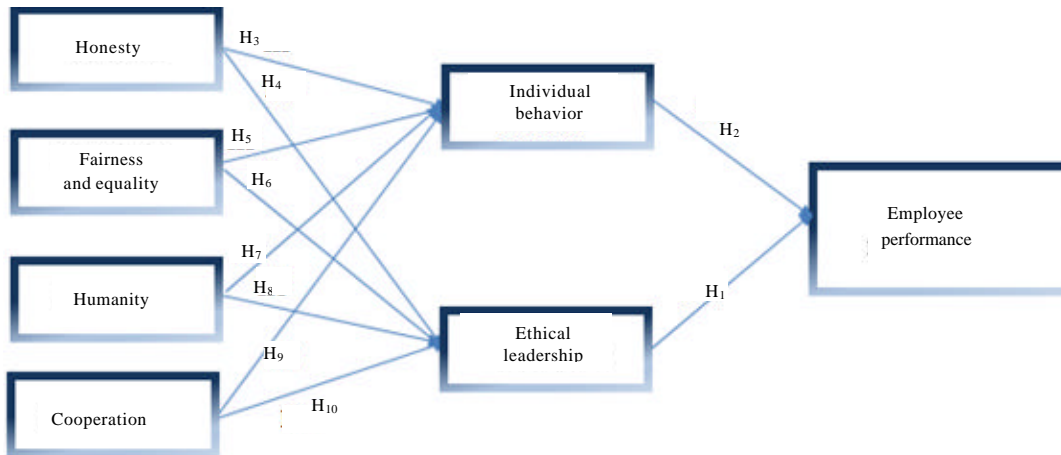 Honesty
H3
H4
Individual
behavior
H2
Fairness
and equality
H5
H6
Employee
performance
Humanity
H7
H8
H1
Ethical
leadership
Cooperation
H9
H10